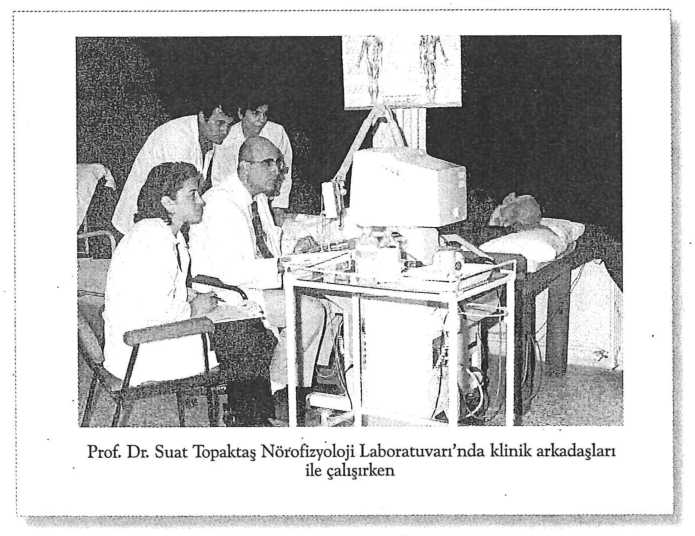 Prof. Dr. Suat Topaktaş Nörofizyoloji Laboratuvarı'nda klinik arkadaşları
ile çalışırken